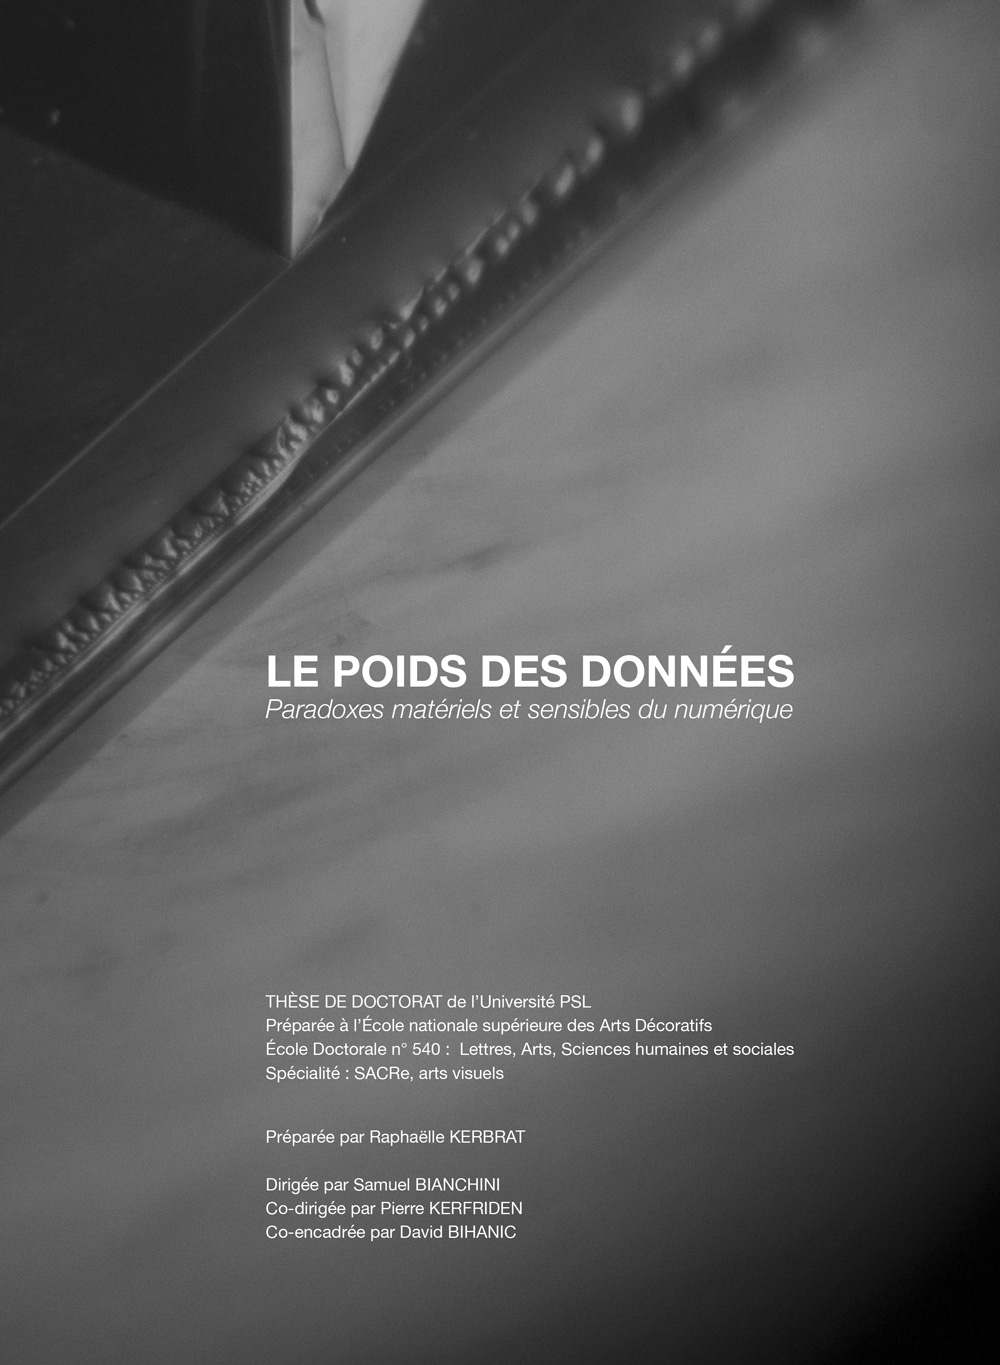 LE POIDS DES DONNÉES
Paradoxes matériels et sensibles du numérique
THÈSE DE DOCTORAT de l’Université PSL
Préparée à l’École nationale supérieure des Arts Décoratifs
École Doctorale n° 540 :  Lettres, Arts, Sciences humaines et sociales
Spécialité : SACRe, arts visuels
Préparée par Raphaëlle KERBRAT
Dirigée par Samuel BIANCHINI
Co-dirigée par Pierre KERFRIDEN
Co-encadrée par David BIHANIC